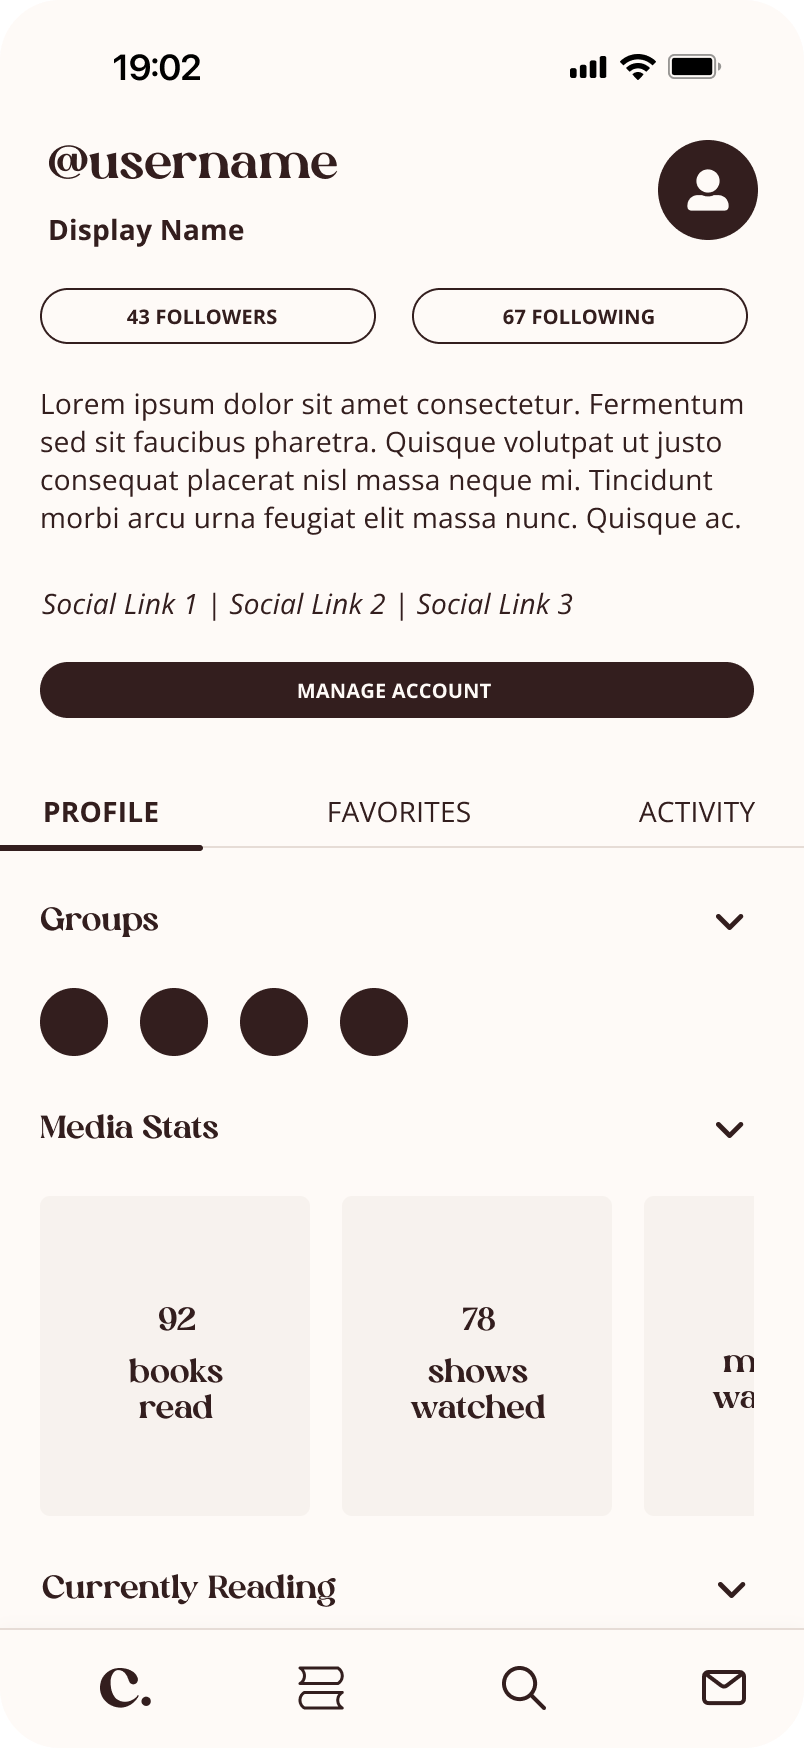 19:02
@username
Display Name
43 FOLLOWERS
67 FOLLOWING
Lorem ipsum dolor sit amet consectetur. Fermentum
sed sit faucibus pharetra. Quisque volutpat ut justo
consequat placerat nisl massa neque mi. Tincidunt
morbi arcu urna feugiat elit massa nunc. Quisque ac.
Social Link 1 | Social Link 2 | Social Link 3
MANAGE ACCOUNT
PROFILE
FAVORITES
ACTIVITY
Groups
Media Stats
92
books
read
78
shows
watched
m
wa
Currently Reading
c.